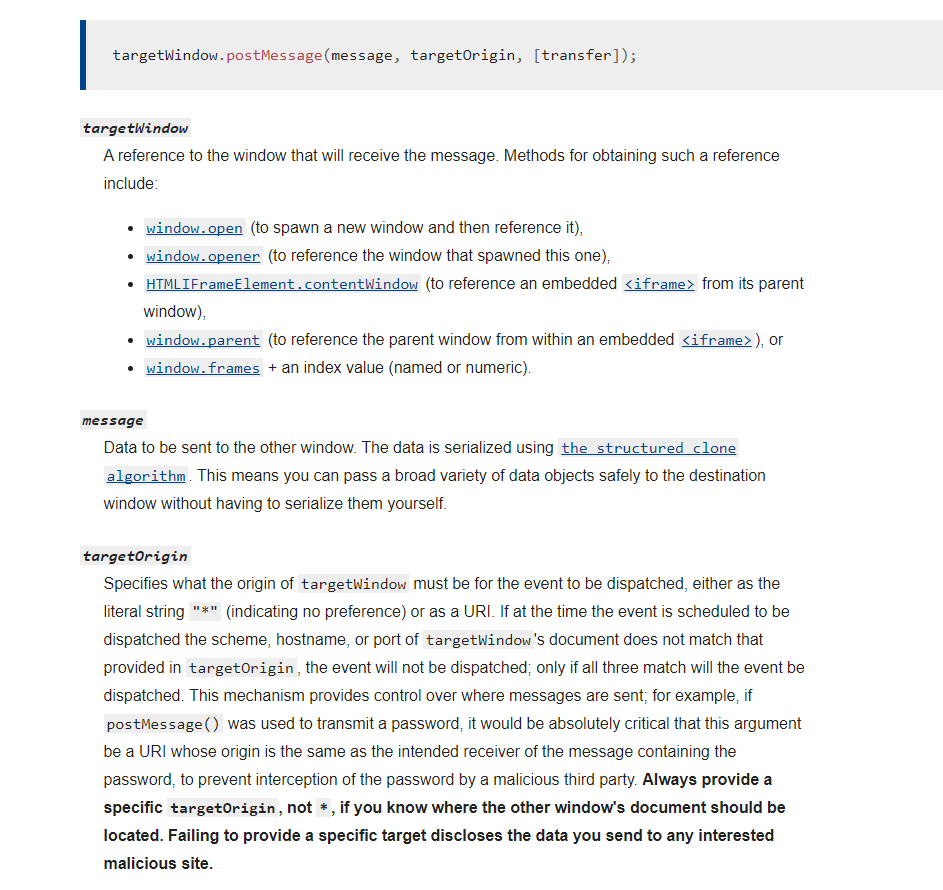 targetWindow.postMessage(message, targetOrigin, [transfer]);
targetWindow
A reference to the window that will receive the message. Methods for obtaining such a reference
include:
• window.open (to spawn a new window and then reference it),
• window.opener (to reference the window that spawned this one),
• HTMLIFrameElement.contentWindow (to reference an embedded <iframe> from its parent
window),
• window.parent (to reference the parent window from within an embedded <iframe>), or
• window.frames + an index value (named or numeric).
message
Data to be sent to the other window. The data is serialized using the structured clone
algorithm. This means you can pass a broad variety of data objects safely to the destination
window without having to serialize them yourself.
targetOrigin
Specifies what the origin of targetWindow must be for the event to be dispatched, either as the
literal string "*" (indicating no preference) or as a URI. If at the time the event is scheduled to be
dispatched the scheme, hostname, or port of targetWindow's document does not match that
provided in targetOrigin, the event will not be dispatched; only if all three match will the event be
dispatched. This mechanism provides control over where messages are sent; for example, if
postMessage() was used to transmit a password, it would be absolutely critical that this argument
be a URI whose origin is the same as the intended receiver of the message containing the
password, to prevent interception of the password by a malicious third party. Always provide a
specific targetOrigin, not *, if you know where the other window's document should be
located. Failing to provide a specific target discloses the data you send to any interested
malicious site.